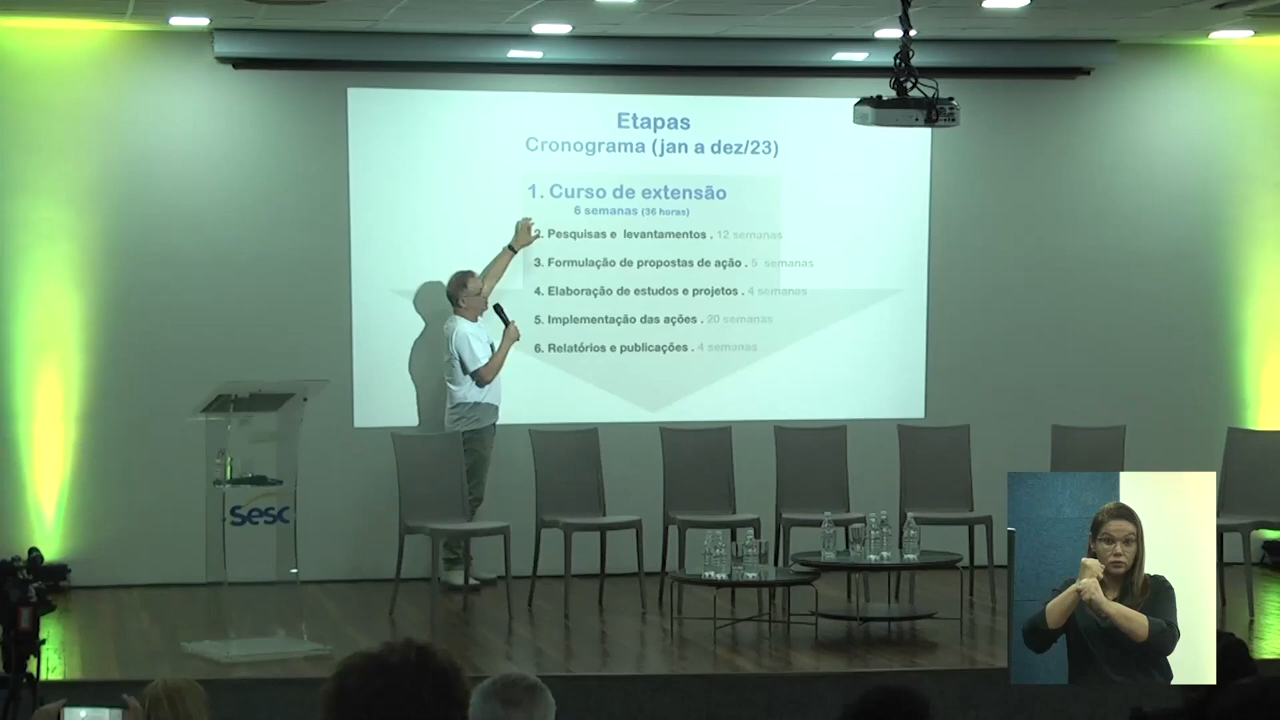 Etapas
Cronograma (jan a dez/23)
1. Curso de extensão
6 semanas (36 horas)
2. Pesquisas e levantamentos . 12 semanas
3. Formulação de propostas de ação . 5 semanas
4. Elaboração de estudos e projetos . 4 semanas
5. Implementação das ações . 20 semanas
6. Relatórios e publicações . 4 semanas
Sesc